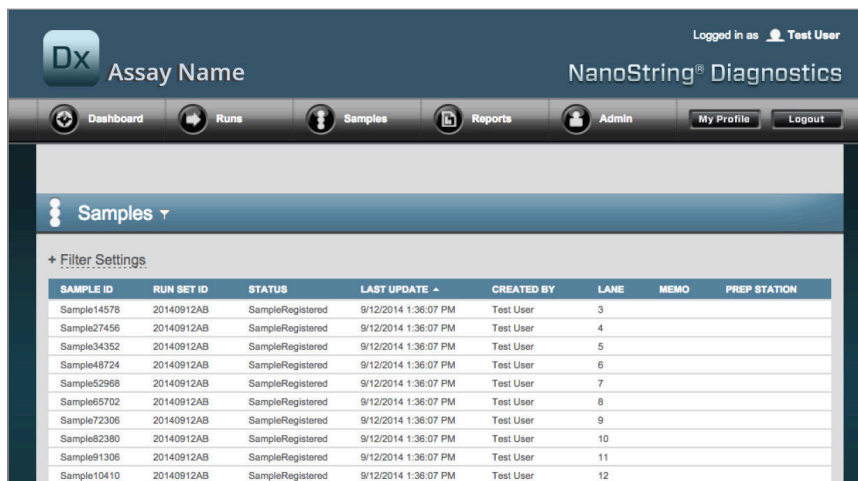 Logged in as Test User
Dx Assay Name
NanoString® Diagnostics
Dashboard Runs Samples Reports Admin My Profile Logout
Samples
+ Filter Settings
SAMPLE ID RUN SET ID STATUS LAST UPDATE CREATED BY LANE MEMO PREP STATION
Sample14578 20140912AB SampleRegistered 9/12/2014 1:36:07 PM Test User 3
Sample27456 20140912AB SampleRegistered 9/12/2014 1:36:07 PM Test User 4
Sample34352 20140912AB SampleRegistered 9/12/2014 1:36:07 PM Test User 5
Sample48724 20140912AB SampleRegistered 9/12/2014 1:36:07 PM Test User 6
Sample52968 20140912AB SampleRegistered 9/12/2014 1:36:07 PM Test User 7
Sample65702 20140912AB SampleRegistered 9/12/2014 1:36:07 PM Test User 8
Sample72306 20140912AB SampleRegistered 9/12/2014 1:36:07 PM Test User 9
Sample82380 20140912AB SampleRegistered 9/12/2014 1:36:07 PM Test User 10
Sample91306 20140912AB SampleRegistered 9/12/2014 1:36:07 PM Test User 11
Sample10410 20140912AB SampleRegistered 9/12/2014 1:36:07 PM Test User 12